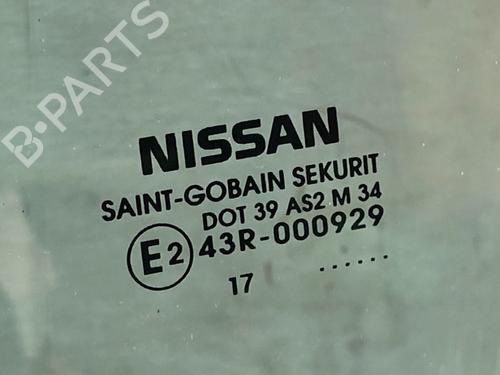 B-PARTS
NISSAN
SAINT-GOBAIN SEKURIT
DOT 39 AS2 M 34
E2 43R-000929
17 ......